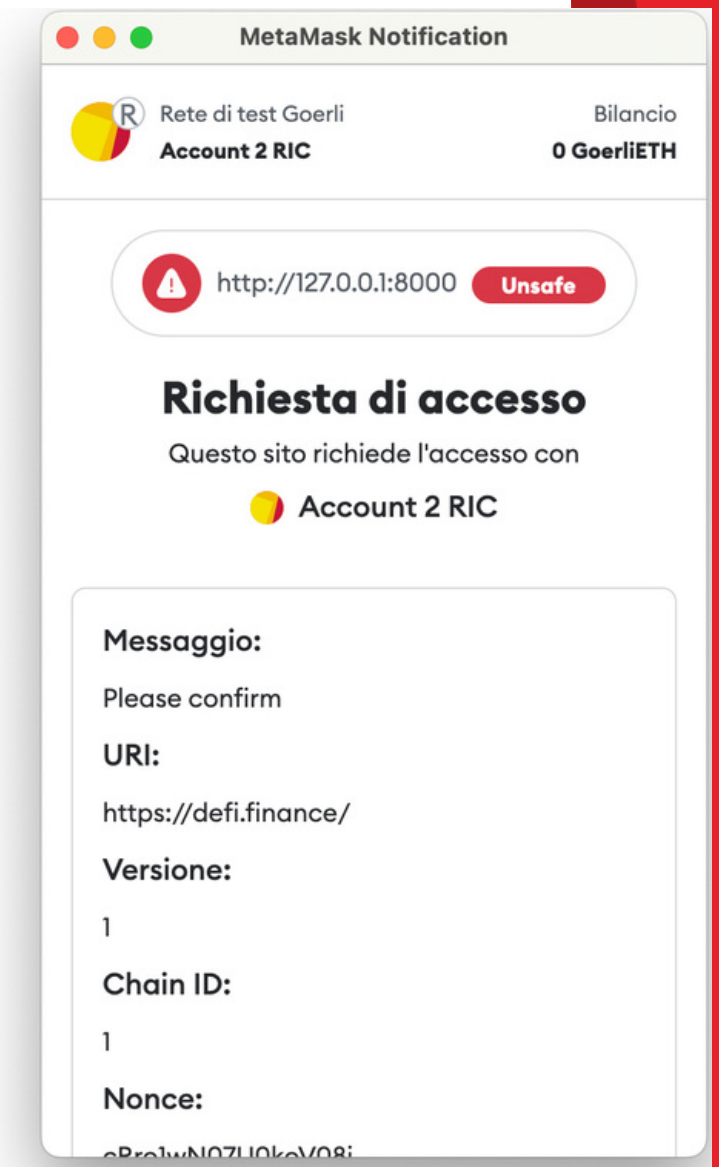 MetaMask Notification
R
Rete di test Goerli
Bilancio
Account 2 RIC
0 GoerliETH
http://127.0.0.1:8000 Unsafe
Richiesta di accesso
Questo sito richiede l'accesso con
Account 2 RIC
Messaggio:
Please confirm
URI:
https://defi.finance/
Versione:
1
Chain ID:
1
Nonce: